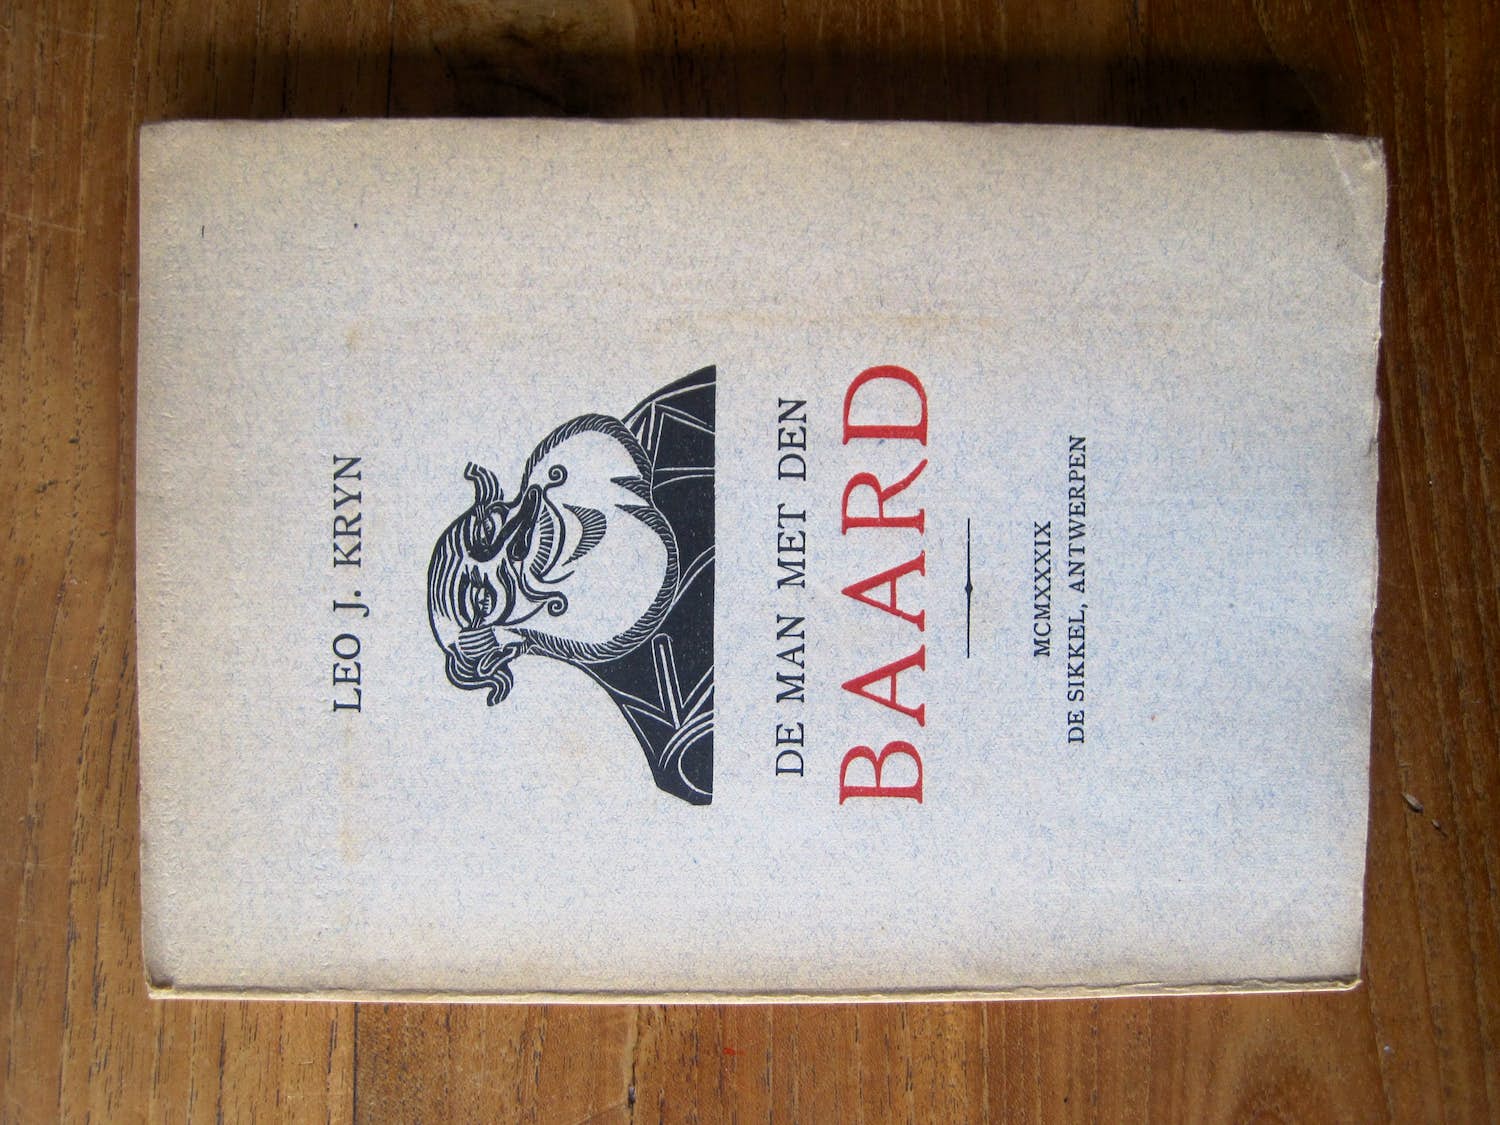 LEO J. KRYN
DE MAN MET DEN
BAARD
MCMXXXIX
DE SIKKEL, ANTWERPEN